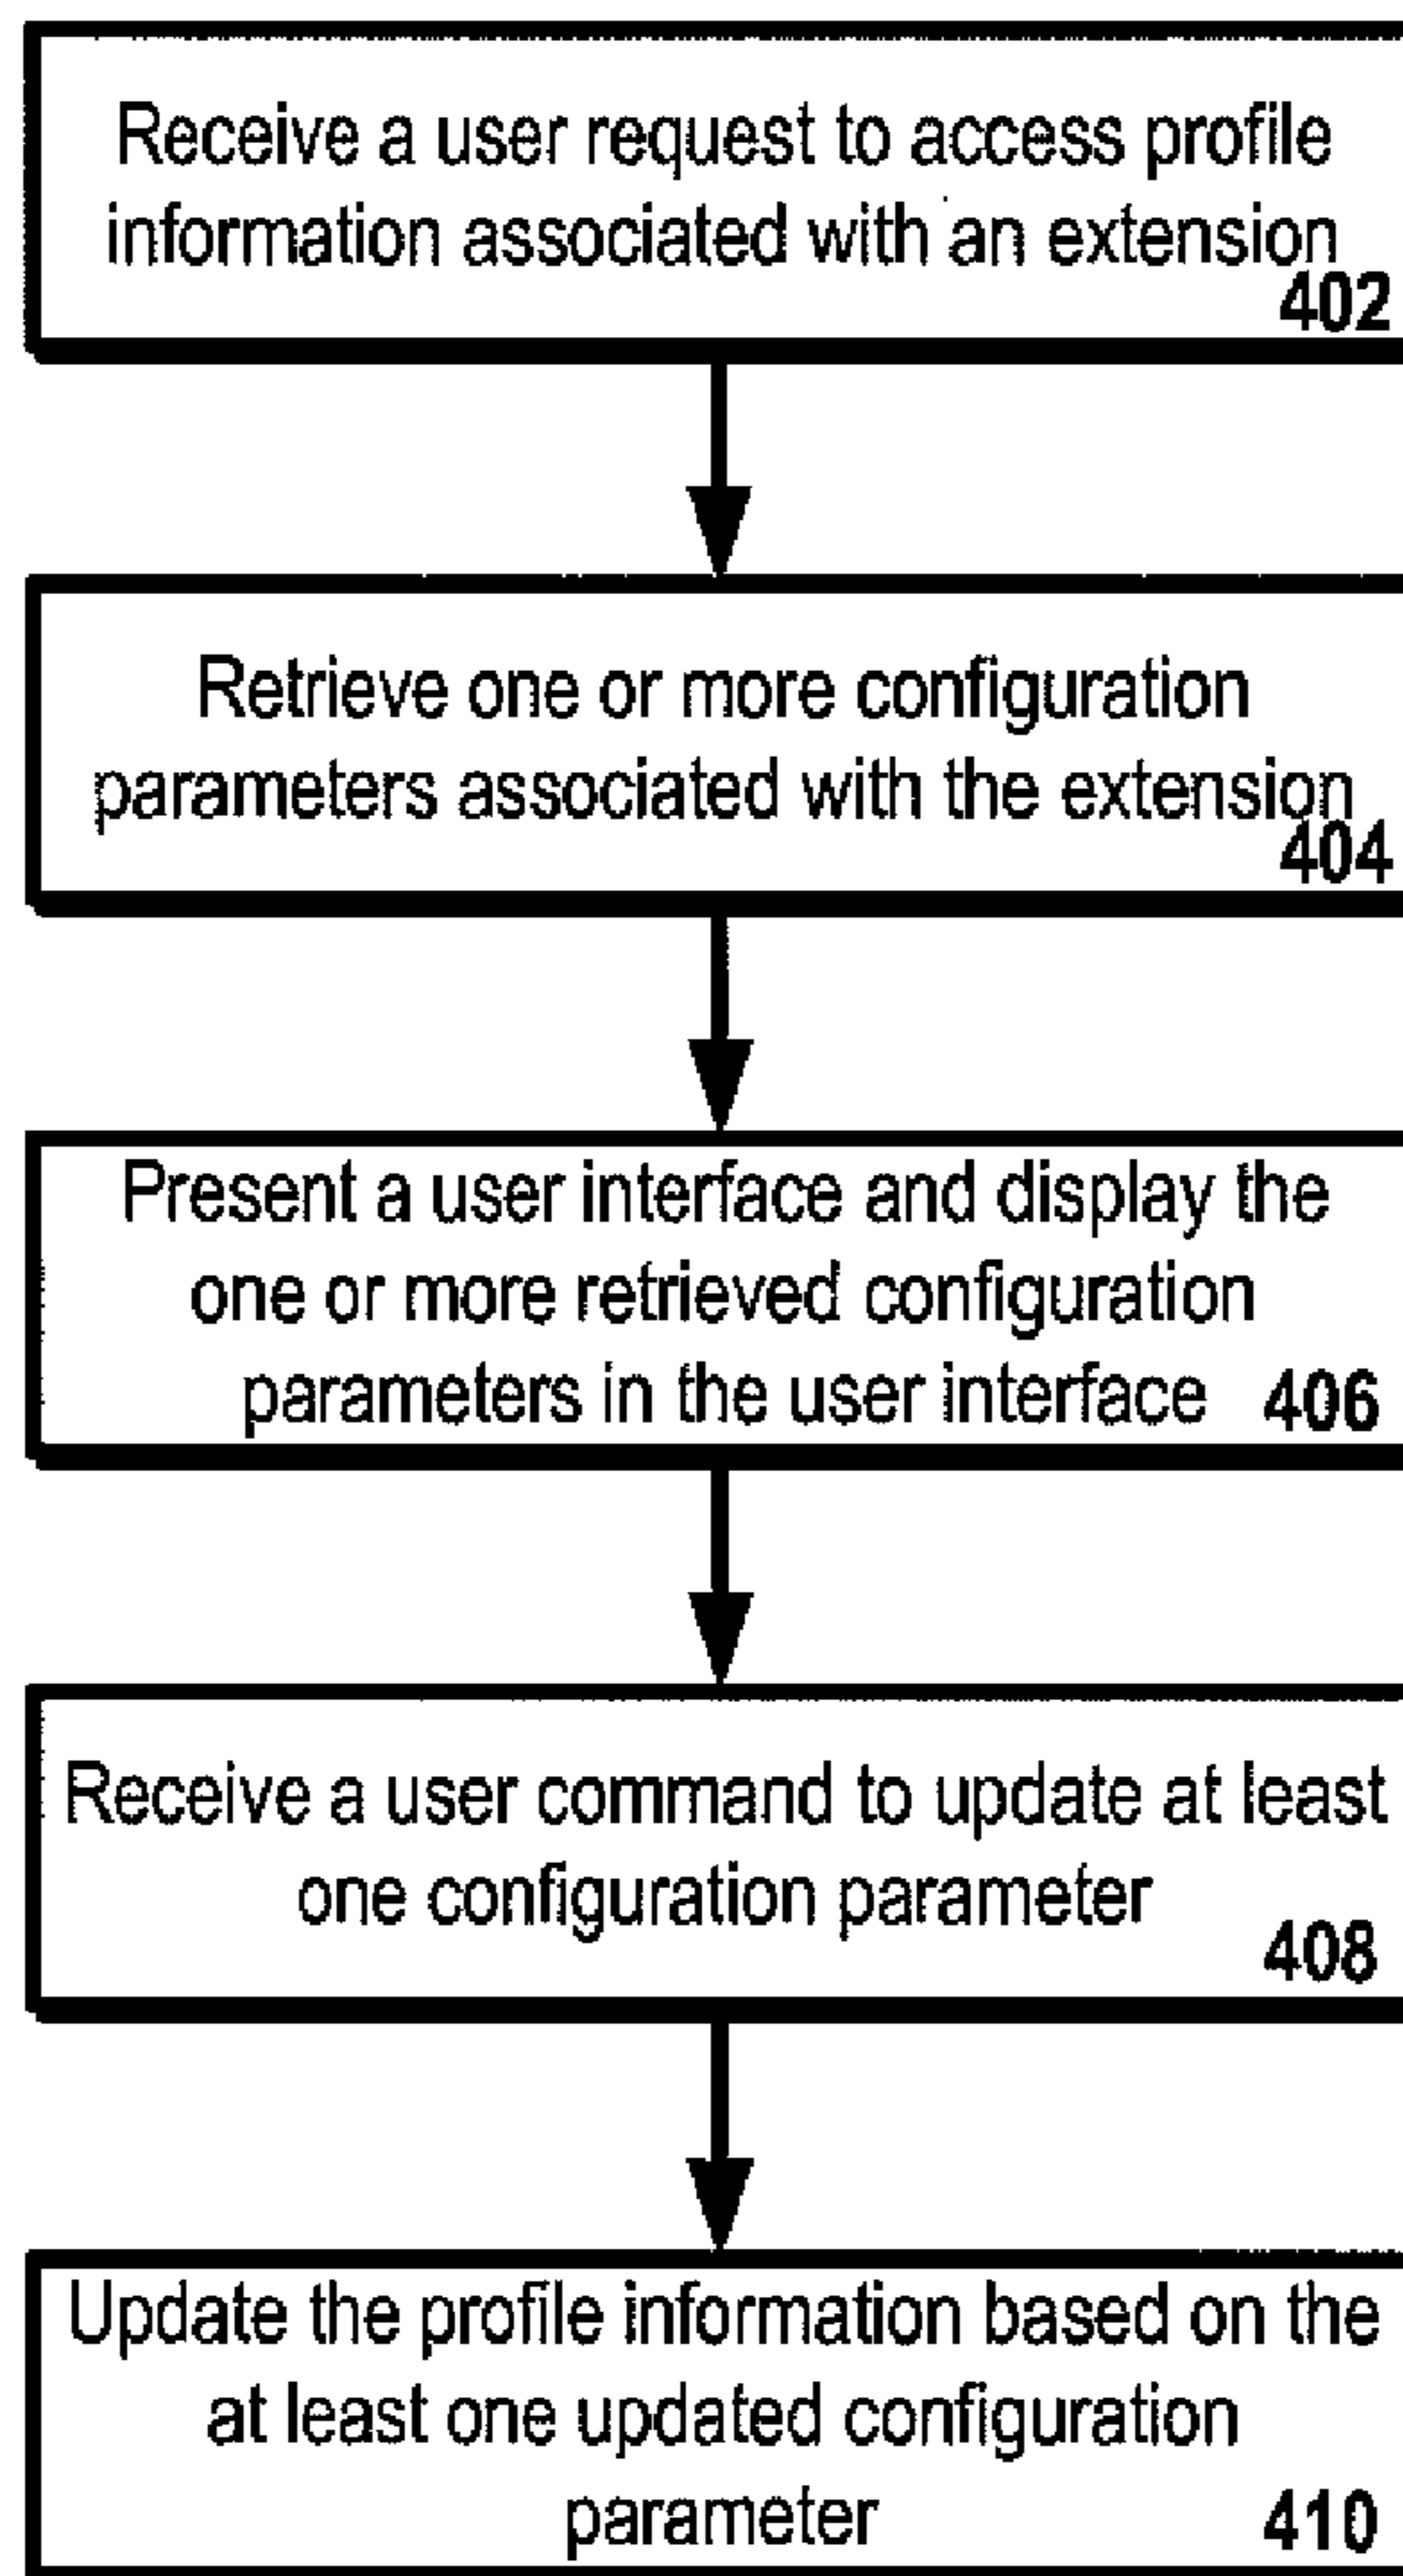 Receive a user request to access profile
information associated with an extension
402
Retrieve one or more configuration
parameters associated with the extension
404
Present a user interface and display the
one or more retrieved configuration
parameters in the user interface 406
Receive a user command to update at least
one configuration parameter
408
Update the profile information based on the
at least one updated configuration
parameter 410